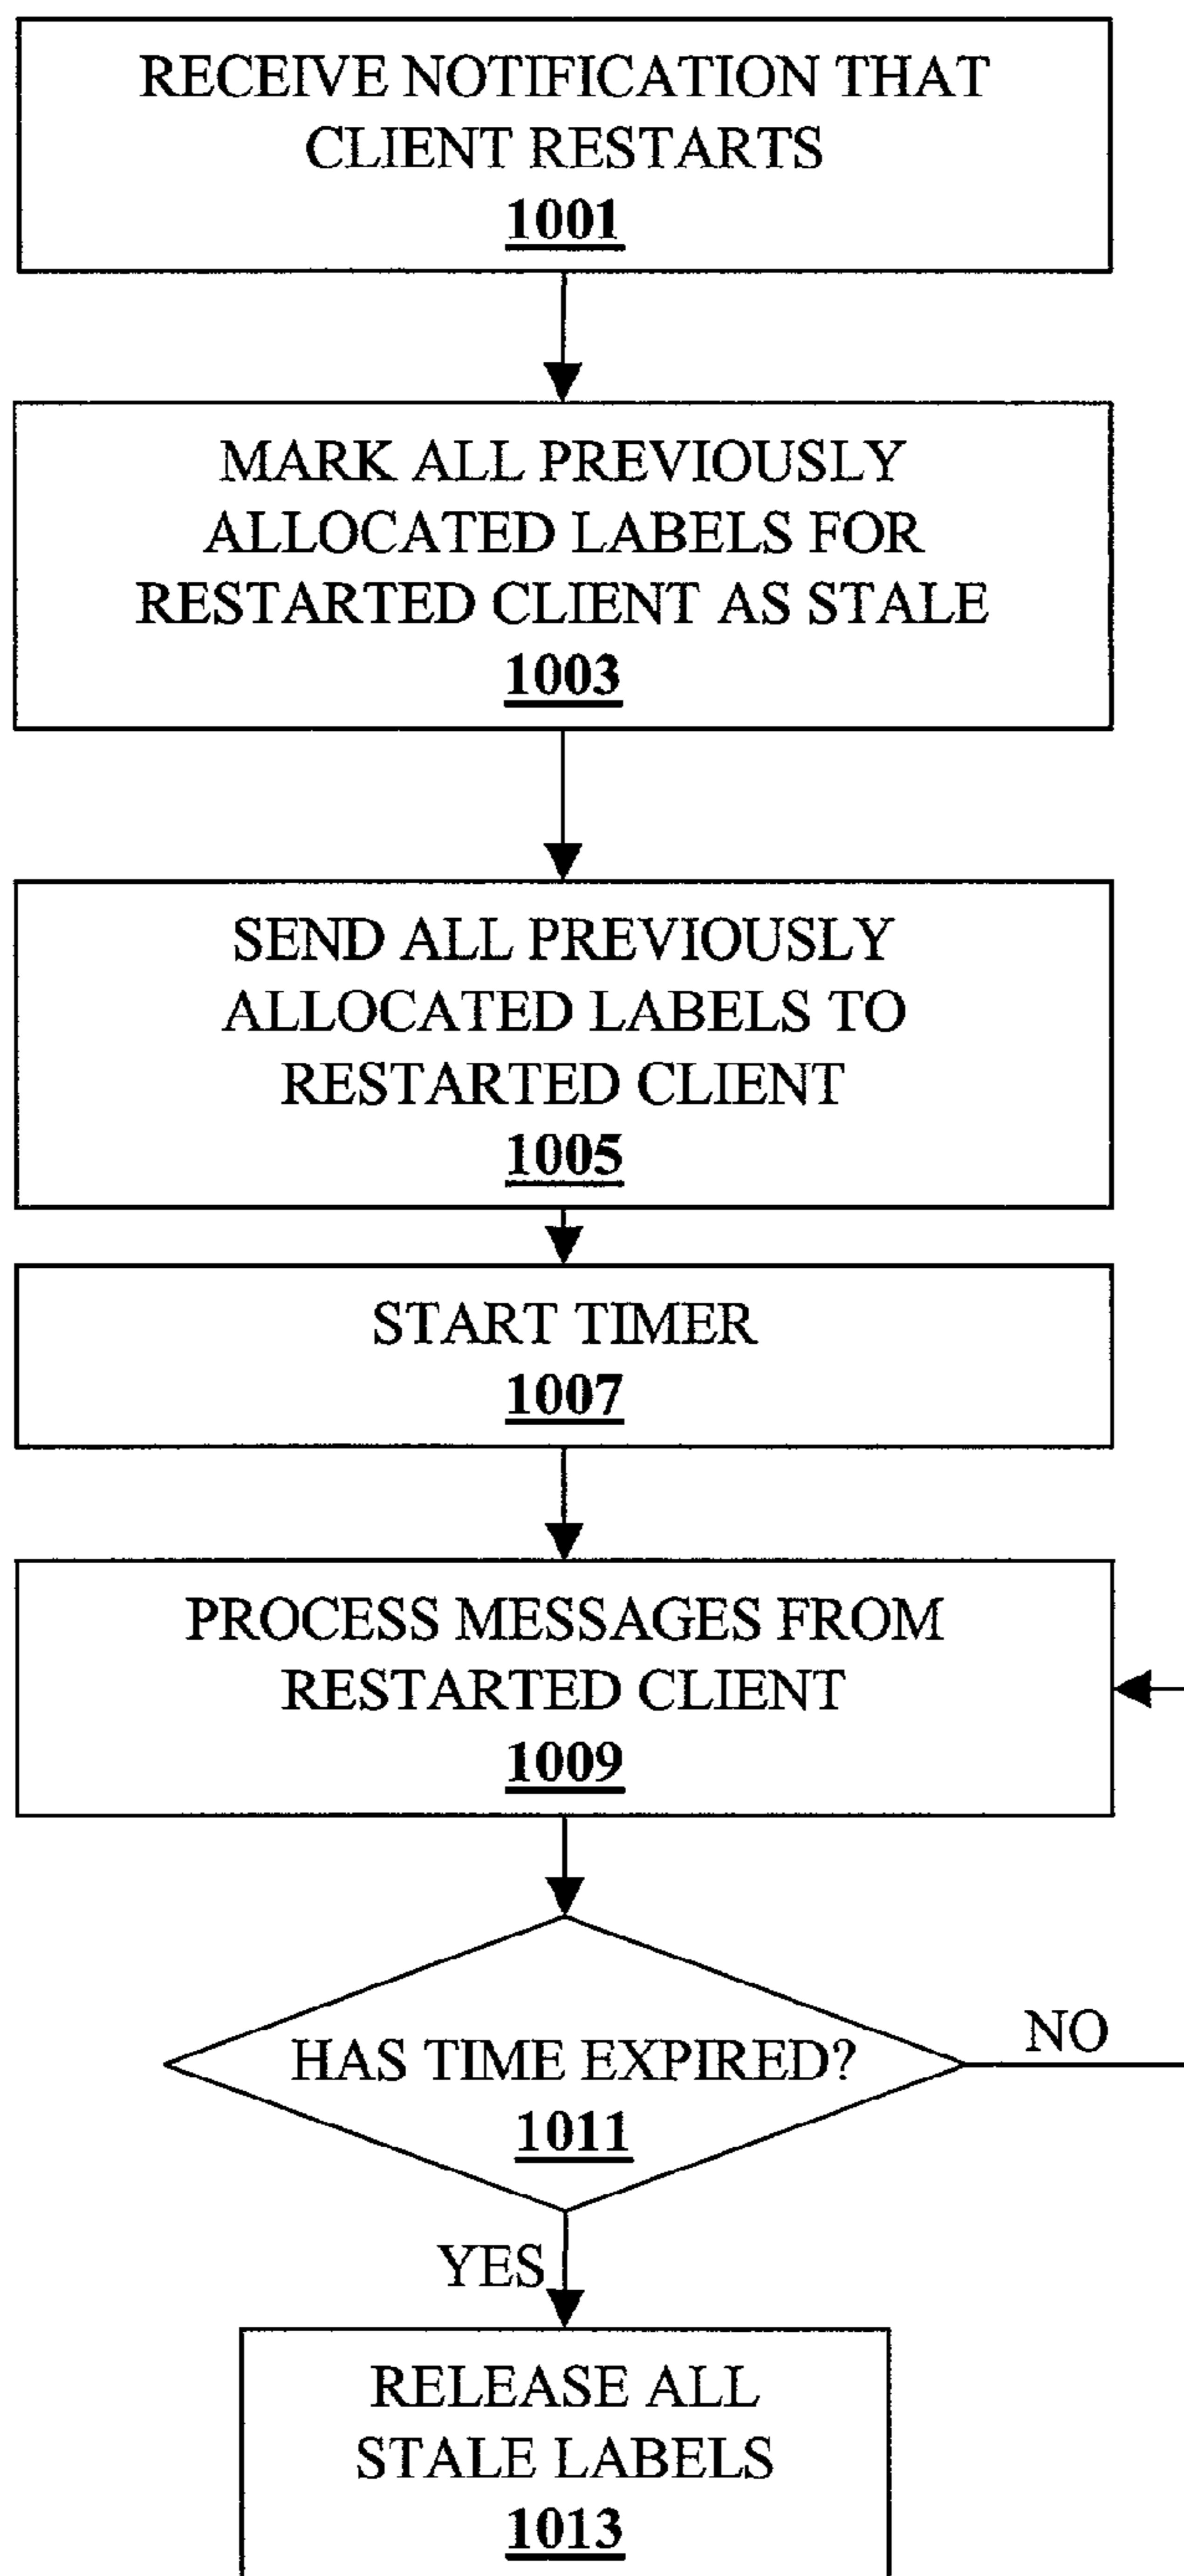 RECEIVE NOTIFICATION THAT
CLIENT RESTARTS
1001
MARK ALL PREVIOUSLY
ALLOCATED LABELS FOR
RESTARTED CLIENT AS STALE
1003
SEND ALL PREVIOUSLY
ALLOCATED LABELS TO
RESTARTED CLIENT
1005
START TIMER
1007
PROCESS MESSAGES FROM
RESTARTED CLIENT
1009
HAS TIME EXPIRED?
1011
NO
YES
RELEASE ALL
STALE LABELS
1013